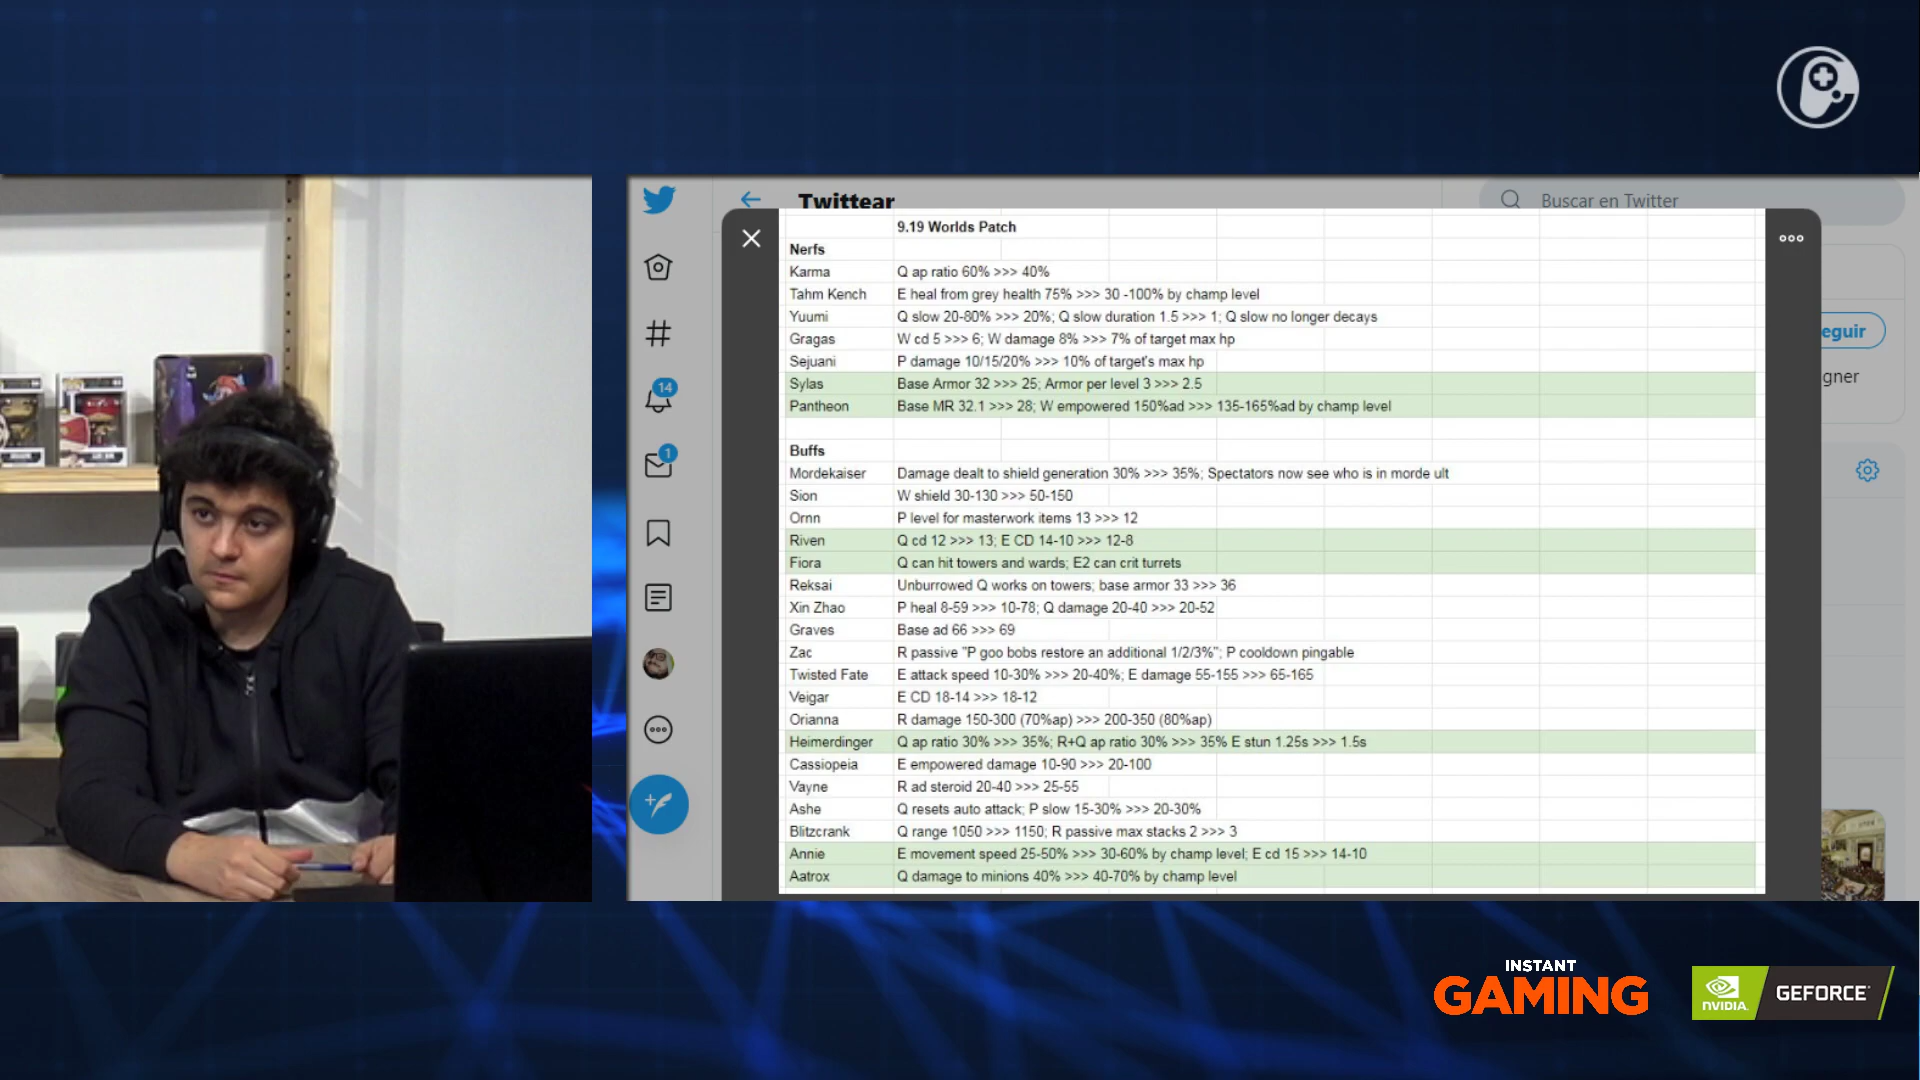 Twittear
Buscar en Twitter
9.19 Worlds Patch
Nerfs
Karma Q ap ratio 60% >>> 40%
Tahm Kench E heal from grey health 75% >>> 30 -100% by champ level
Yuumi Q slow 20-80% >>> 20%; Q slow duration 1.5 >>> 1; Q slow no longer decays
Gragas W cd 5 >>> 6; W damage 8% >>> 7% of target max hp
Sejuani P damage 10/15/20% >>> 10% of target's max hp
Sylas Base Armor 32 >>> 25; Armor per level 3 >>> 2.5
Pantheon Base MR 32.1 >>> 28; W empowered 150%ad >>> 135-165%ad by champ level
Buffs
Mordekaiser Damage dealt to shield generation 30% >>> 35%; Spectators now see who is in morde ult
Sion W shield 30-130 >>> 50-150
Ornn P level for masterwork items 13 >>> 12
Riven Q cd 12 >>> 13; E CD 14-10 >>> 12-8
Fiora Q can hit towers and wards; E2 can crit turrets
Reksai Unburrowed Q works on towers; base armor 33 >>> 36
Xin Zhao P heal 8-59 >>> 10-78; Q damage 20-40 >>> 20-52
Graves Base ad 66 >>> 69
Zac R passive "P goo bobs restore an additional 1/2/3%"; P cooldown pingable
Twisted Fate E attack speed 10-30% >>> 20-40%; E damage 55-155 >>> 65-165
Veigar E CD 18-14 >>> 18-12
Orianna R damage 150-300 (70%ap) >>> 200-350 (80%ap)
Heimerdinger Q ap ratio 30% >>> 35%; R+Q ap ratio 30% >>> 35% E stun 1.25s >>> 1.5s
Cassiopeia E empowered damage 10-90 >>> 20-100
Vayne R ad steroid 20-40 >>> 25-55
Ashe Q resets auto attack; P slow 15-30% >>> 20-30%
Blitzcrank Q range 1050 >>> 1150; R passive max stacks 2 >>> 3
Annie E movement speed 25-50% >>> 30-60% by champ level; E cd 15 >>> 14-10
Aatrox Q damage to minions 40% >>> 40-70% by champ level
14
1
eguir
gner
INSTANT
GAMING
NVIDIA.
GEFORCE